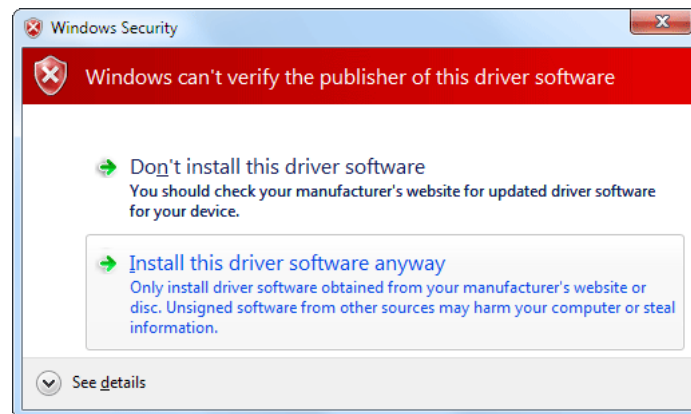 Windows Security
Windows can't verify the publisher of this driver software
Don't install this driver software
You should check your manufacturer's website for updated driver software
for your device.
Install this driver software anyway
Only install driver software obtained from your manufacturer's website or
disc. Unsigned software from other sources may harm your computer or steal
information.
See details